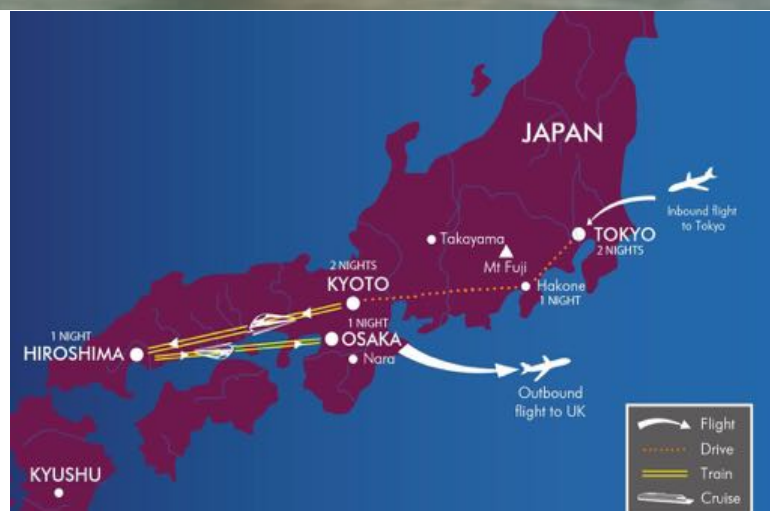 JAPAN
Inbound flight
to Tokyo
TOKYO
2 NIGHTS
Takayama
Mt Fuji
Hakone
1 NIGHT
2 NIGHTS
KYOTO
1 NIGHT
HIROSHIMA
1 NIGHT
OSAKA
Nara
Outbound
flight to UK
KYUSHU
Flight
Drive
Train
Cruise